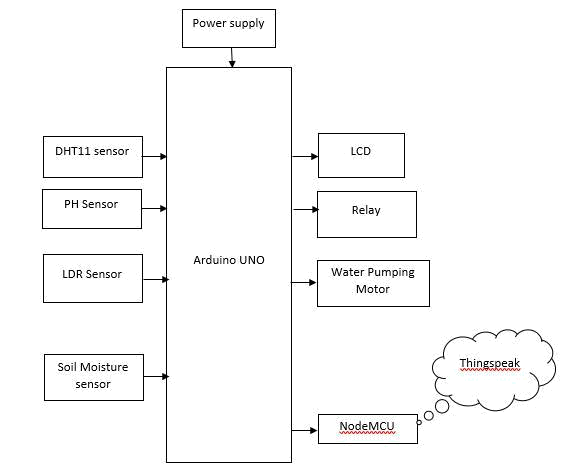 Power supply
DHT11 sensor
LCD
PH Sensor
Relay
Arduino UNO
LDR Sensor
Water Pumping
Motor
Soil Moisture
sensor
Thingspeak
NodeMCU